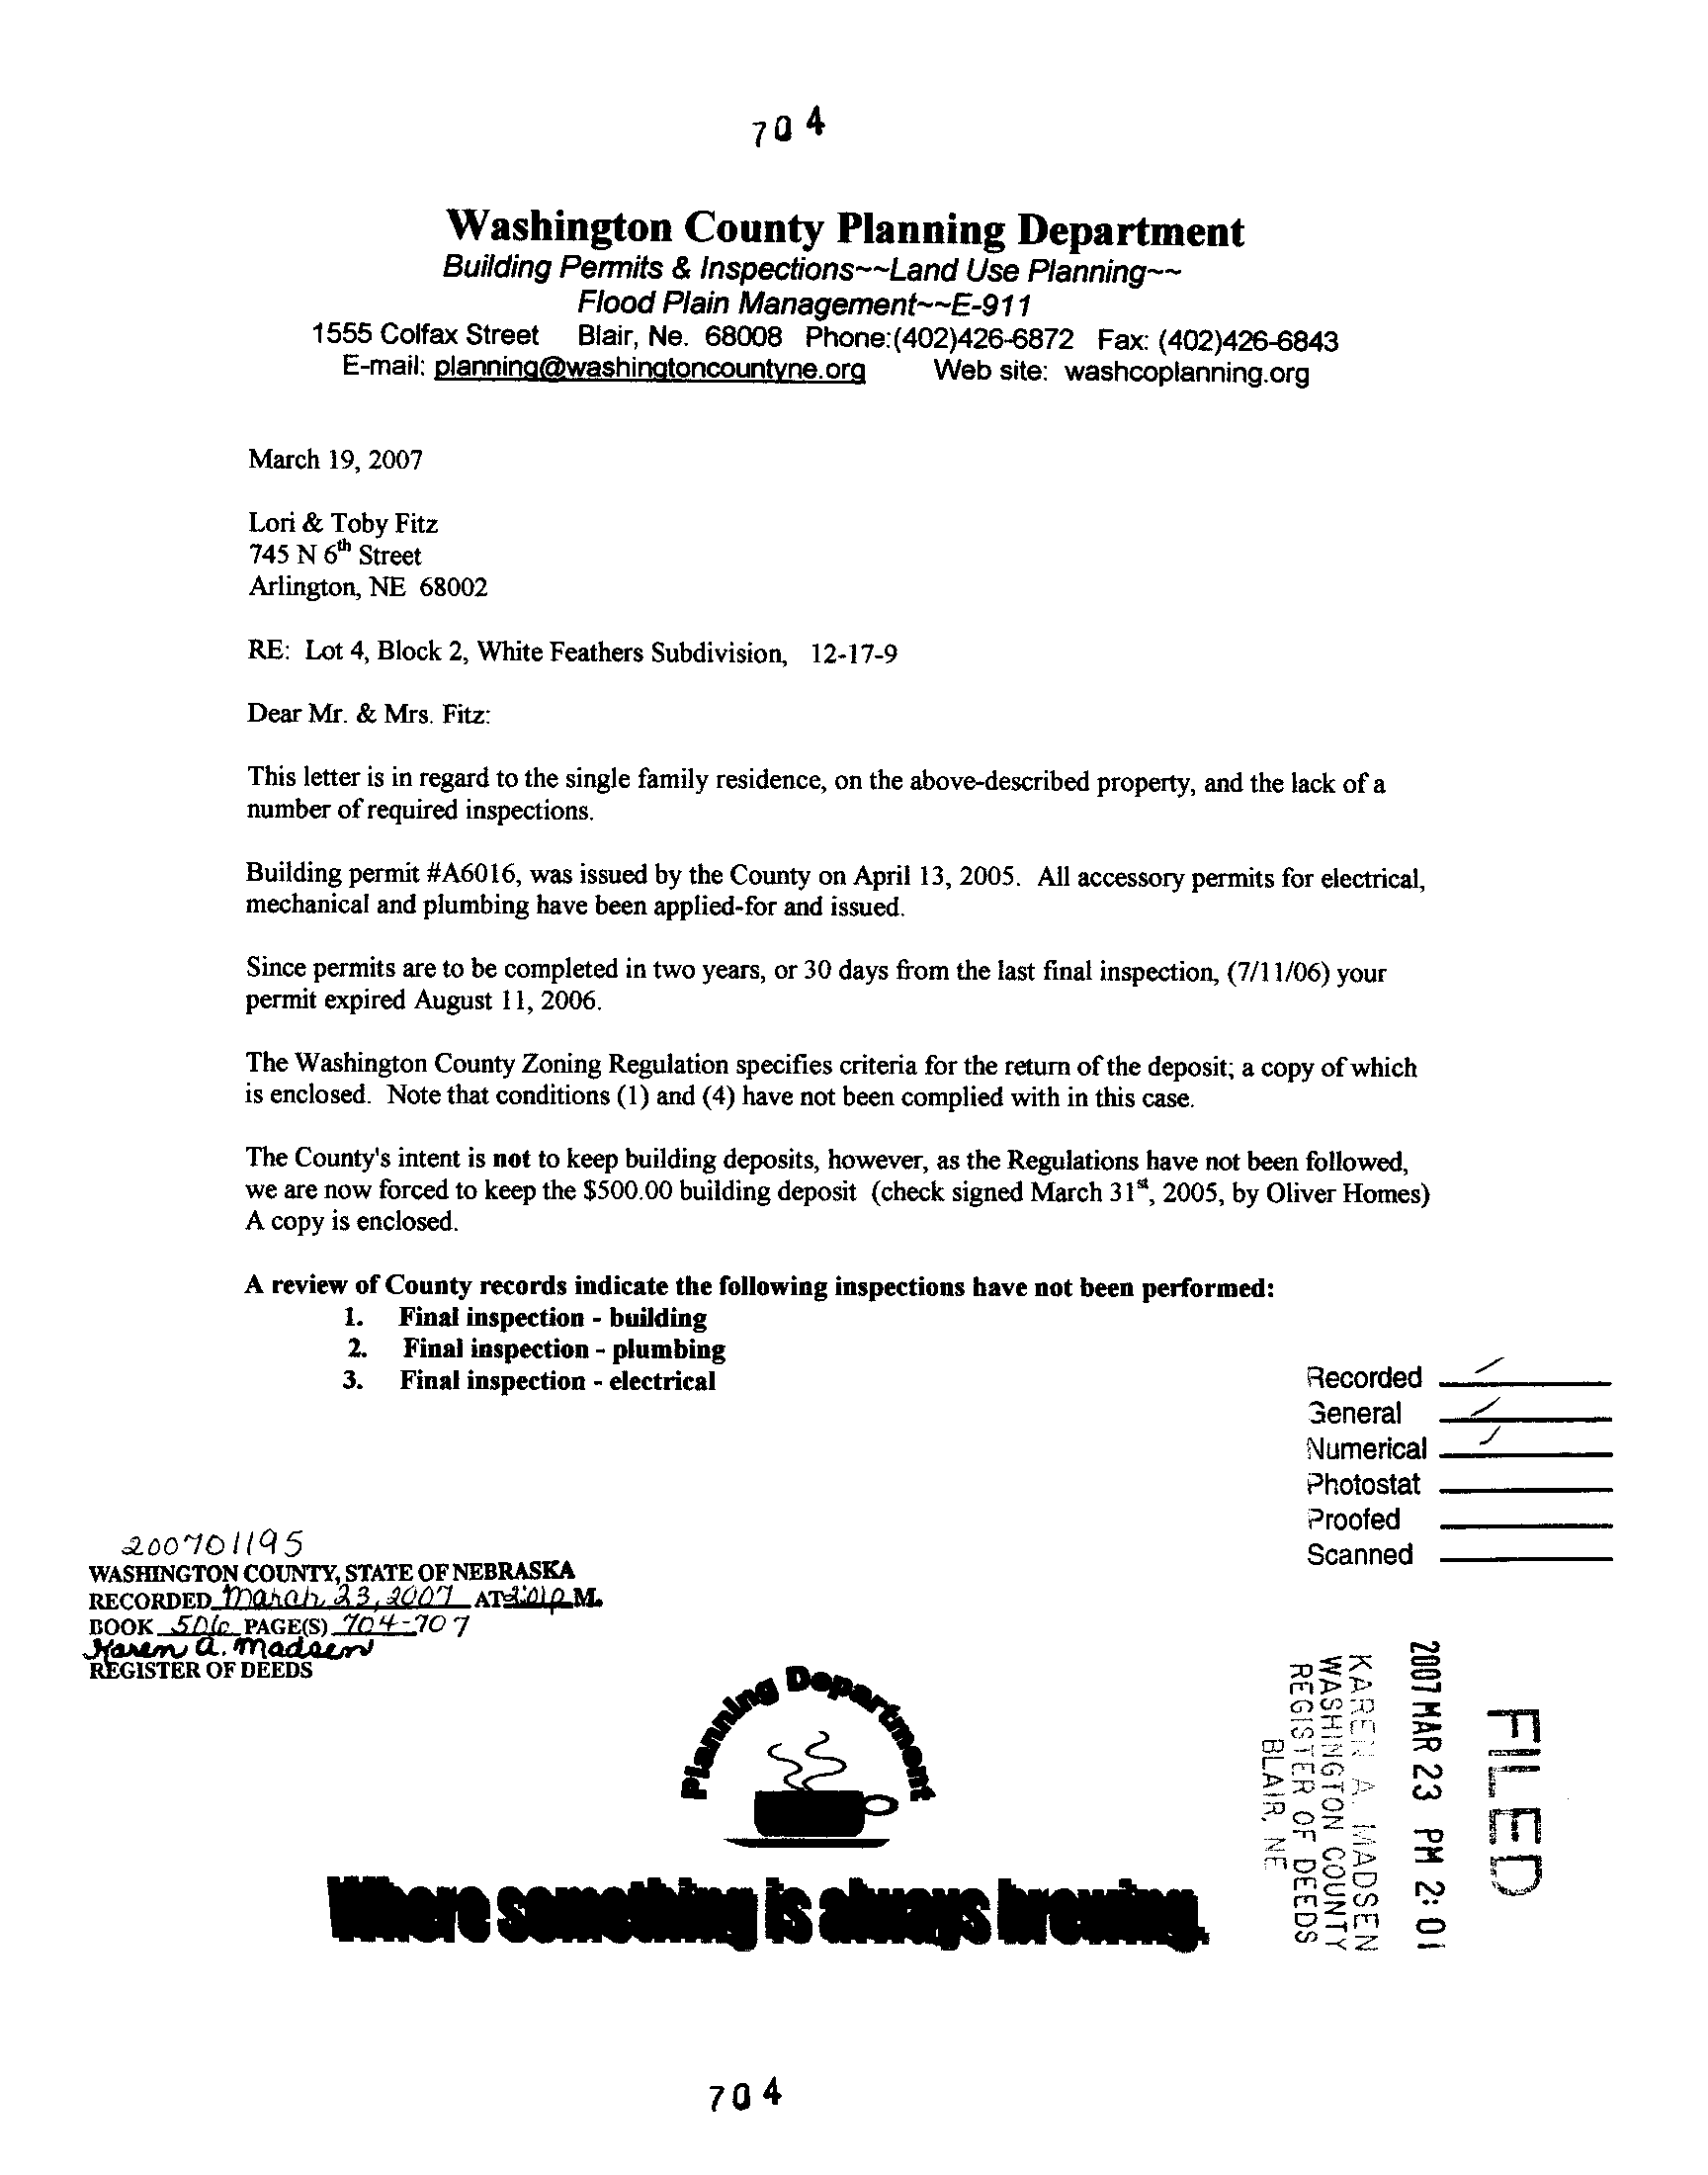 704
Washington County Planning Department
Building Permits & Inspections~~Land Use Planning~~
Flood Plain Management~~E-911
1555 Colfax Street Blair, Ne. 68008 Phone:(402)426-6872 Fax: (402)426-6843
E-mail: planning@washingtoncountyne.org Web site: washcoplanning.org
March 19, 2007
Lori & Toby Fitz
745 N 6th Street
Arlington, NE 68002
RE: Lot 4, Block 2, White Feathers Subdivision, 12-17-9
Dear Mr. & Mrs. Fitz:
This letter is in regard to the single family residence, on the above-described property, and the lack of a
number of required inspections.
Building permit #A6016, was issued by the County on April 13, 2005. All accessory permits for electrical,
mechanical and plumbing have been applied-for and issued.
Since permits are to be completed in two years, or 30 days from the last final inspection, (7/11/06) your
permit expired August 11, 2006.
The Washington County Zoning Regulation specifies criteria for the return of the deposit; a copy of which
is enclosed. Note that conditions (1) and (4) have not been complied with in this case.
The County's intent is not to keep building deposits, however, as the Regulations have not been followed,
we are now forced to keep the $500.00 building deposit (check signed March 31st, 2005, by Oliver Homes)
A copy is enclosed.
A review of County records indicate the following inspections have not been performed:
1. Final inspection - building
2. Final inspection - plumbing
3. Final inspection - electrical
Recorded
General
Numerical
Photostat
Proofed
Scanned
200701195
WASHINGTON COUNTY, STATE OF NEBRASKA
RECORDED March 23, 2007 AT 2:01 P M.
BOOK 506 PAGE(S) 704-707
Karen A. Madsen
REGISTER OF DEEDS
FILED
2007 MAR 23 PM 2:01
KAREN A. MADSEN
WASHINGTON COUNTY
REGISTER OF DEEDS
BLAIR, NE
Planning Department
Where something is always brewing.
704